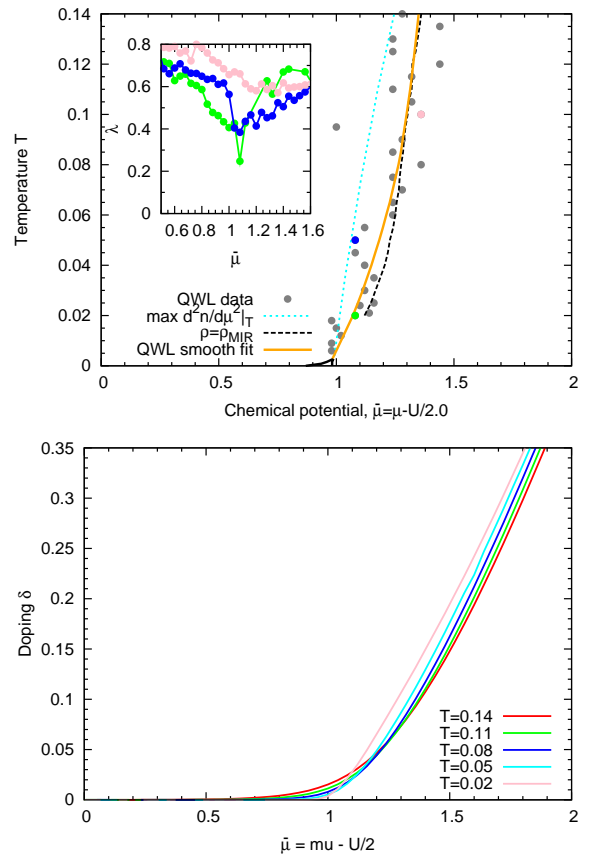 0.14
0.12
0.1
0.08
0.06
0.04
0.02
0
Temperature T
0 0.5 1 1.5 2
Chemical potential, μ̄=μ-U/2.0
0.8
0.6
0.4
0.2
0
λ̄
0.6 0.8 1 1.2 1.4 1.6
μ̄
QWL data
max d²n/dμ²|T
ρ=ρMIR
QWL smooth fit
0.35
0.3
0.25
0.2
0.15
0.1
0.05
0
Doping δ
T=0.14
T=0.11
T=0.08
T=0.05
T=0.02
0 0.5 1 1.5 2
μ̄ = mu - U/2